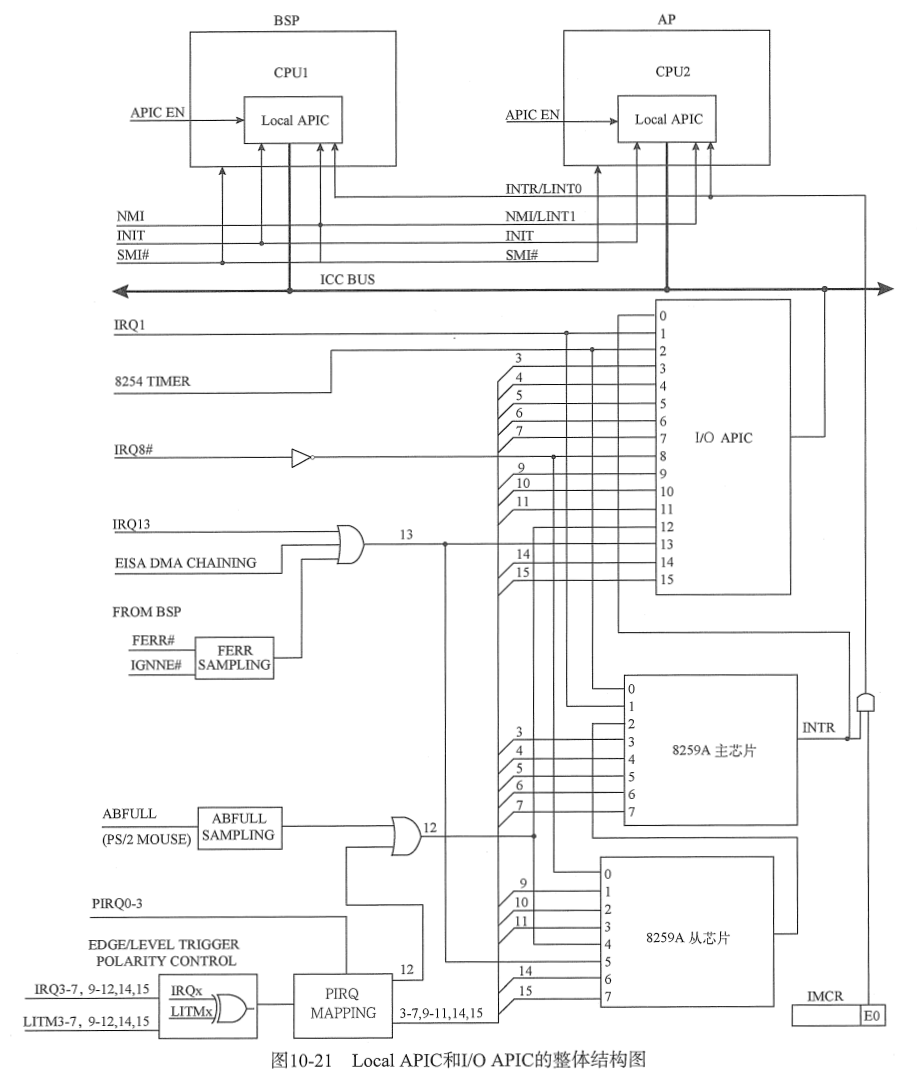 BSP
AP
CPU1
CPU2
APIC EN
Local APIC
APIC EN
Local APIC
INTR/LINT0
NMI
NMI/LINT1
INIT
INIT
SMI#
SMI#
ICC BUS
IRQ1
8254 TIMER
IRQ8#
IRQ13
EISA DMA CHAINING
13
FROM BSP
FERR#
IGNNE#
FERR
SAMPLING
3
4
5
6
7
9
10
11
14
15
0
1
2
3
4
5
6
7
8
9
10
11
12
13
14
15
I/O APIC
3
4
5
6
7
0
1
2
3
4
5
6
7
8259A 主芯片
INTR
ABFULL
(PS/2 MOUSE)
ABFULL
SAMPLING
12
9
10
11
14
15
0
1
2
3
4
5
6
7
8259A 从芯片
PIRQ0-3
EDGE/LEVEL TRIGGER
POLARITY CONTROL
IRQ3-7, 9-12,14,15
LITM3-7, 9-12,14,15
IRQx
LITMx
PIRQ
MAPPING
12
3-7,9-11,14,15
IMCR
E0
图10-21 Local APIC和I/O APIC的整体结构图